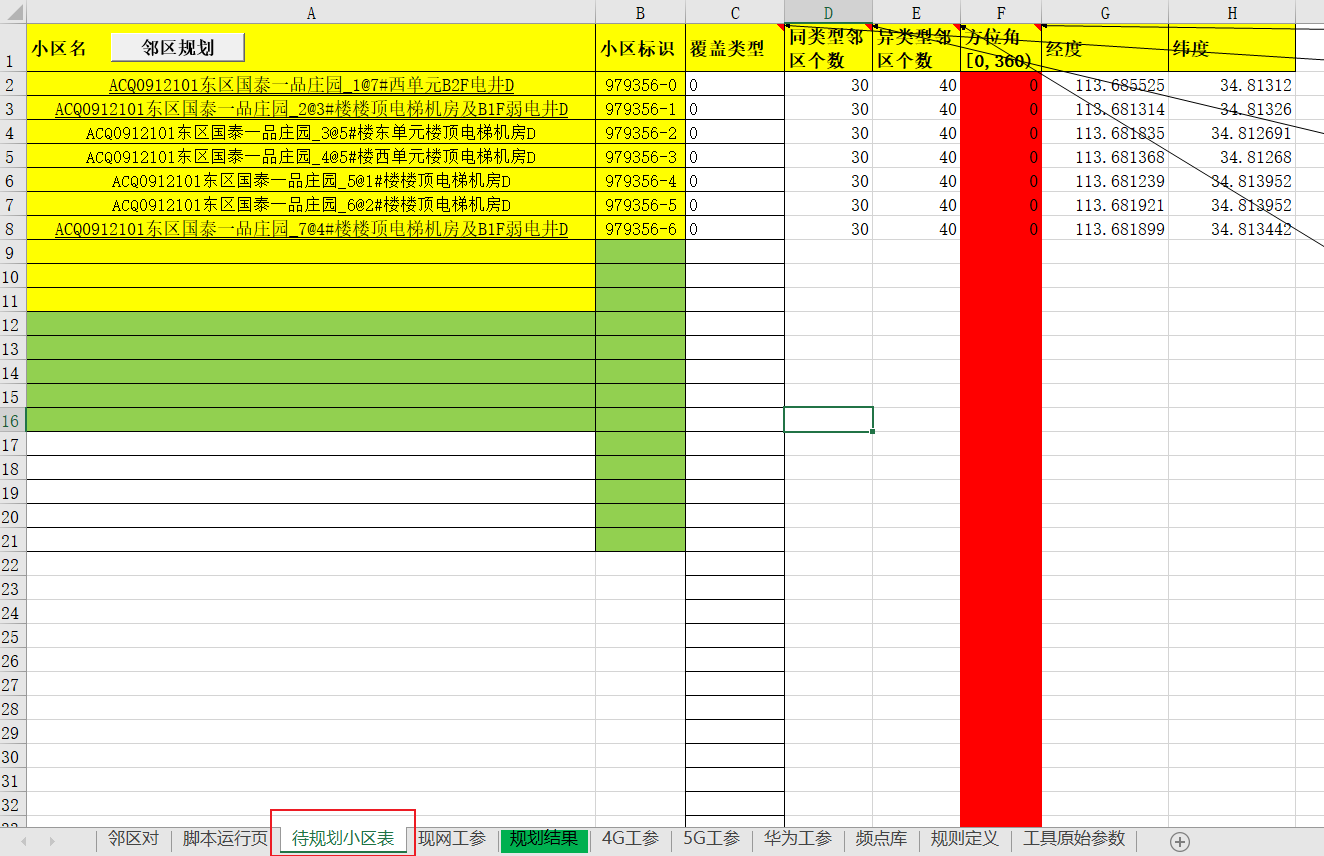 A B C D E F G H
1 小区名 邻区规划 小区标识 覆盖类型 同类型邻区个数 异类型邻区个数 方位角[0,360) 经度 纬度
2 ACQ0912101东区国泰一品庄园_1@7#西单元B2F电井D 979356-0 0 30 40 0 113.685525 34.81312
3 ACQ0912101东区国泰一品庄园_2@3#楼楼顶电梯机房及B1F弱电井D 979356-1 0 30 40 0 113.681314 34.81326
4 ACQ0912101东区国泰一品庄园_3@5#楼东单元楼顶电梯机房D 979356-2 0 30 40 0 113.681835 34.812691
5 ACQ0912101东区国泰一品庄园_4@5#楼西单元楼顶电梯机房D 979356-3 0 30 40 0 113.681368 34.81268
6 ACQ0912101东区国泰一品庄园_5@1#楼楼顶电梯机房D 979356-4 0 30 40 0 113.681239 34.813952
7 ACQ0912101东区国泰一品庄园_6@2#楼楼顶电梯机房D 979356-5 0 30 40 0 113.681921 34.813952
8 ACQ0912101东区国泰一品庄园_7@4#楼楼顶电梯机房及B1F弱电井D 979356-6 0 30 40 0 113.681899 34.813442
9
10
11
12
13
14
15
16
17
18
19
20
21
22
23
24
25
26
27
28
29
30
31
32
邻区对 脚本运行页 待规划小区表 现网工参 规划结果 4G工参 5G工参 华为工参 频点库 规则定义 工具原始参数